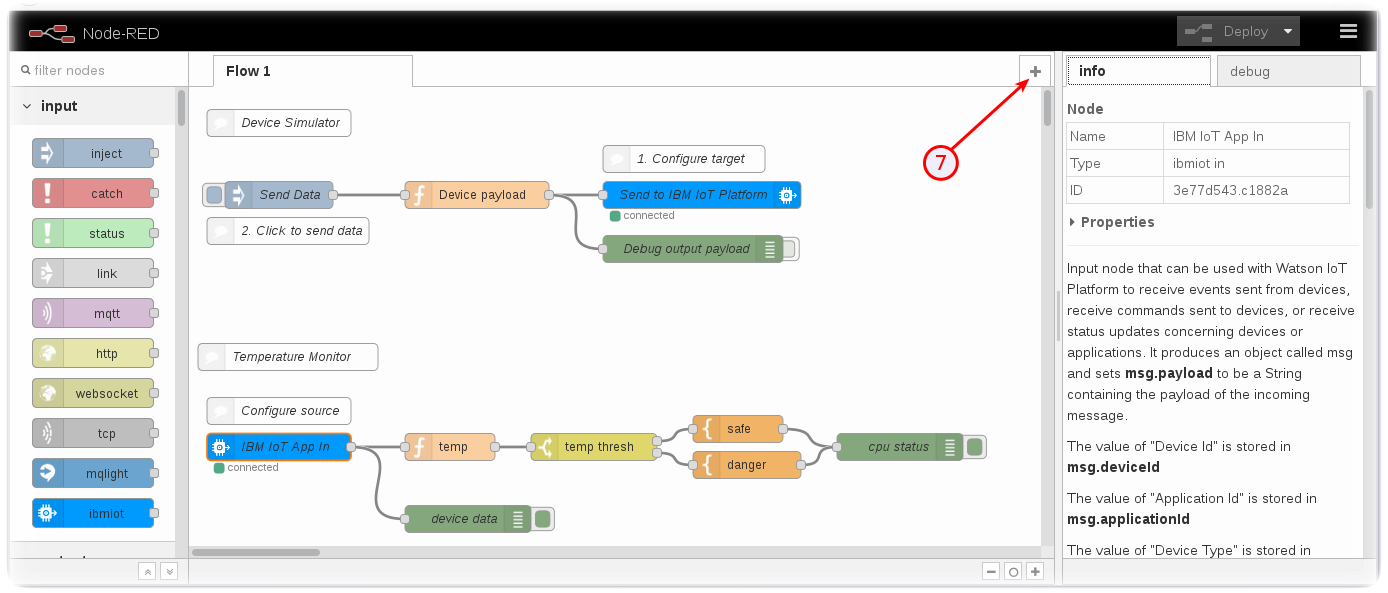 Node-RED
Deploy
filter nodes
Flow 1
+
info
debug
input
inject
catch
status
link
mqtt
http
websocket
tcp
mqlight
ibmiot
Device Simulator
1. Configure target
Send Data
Device payload
Send to IBM IoT Platform
connected
2. Click to send data
Debug output payload
Temperature Monitor
Configure source
IBM IoT App In
connected
temp
temp thresh
safe
danger
cpu status
device data
7
Node
Name IBM IoT App In
Type ibmiot in
ID 3e77d543.c1882a
Properties
Input node that can be used with Watson IoT
Platform to receive events sent from devices,
receive commands sent to devices, or receive
status updates concerning devices or
applications. It produces an object called msg
and sets msg.payload to be a String
containing the payload of the incoming
message.
The value of "Device Id" is stored in
msg.deviceId
The value of "Application Id" is stored in
msg.applicationId
The value of "Device Type" is stored in